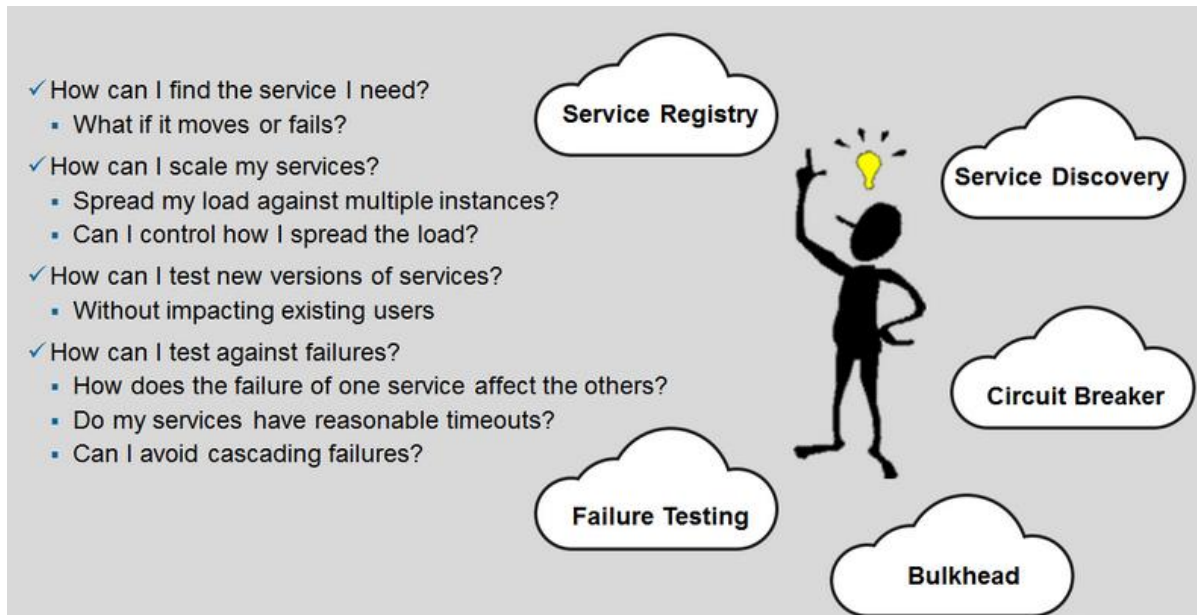 How can I find the service I need?
What if it moves or fails?
How can I scale my services?
Spread my load against multiple instances?
Can I control how I spread the load?
How can I test new versions of services?
Without impacting existing users
How can I test against failures?
How does the failure of one service affect the others?
Do my services have reasonable timeouts?
Can I avoid cascading failures?
Service Registry
Service Discovery
Circuit Breaker
Failure Testing
Bulkhead